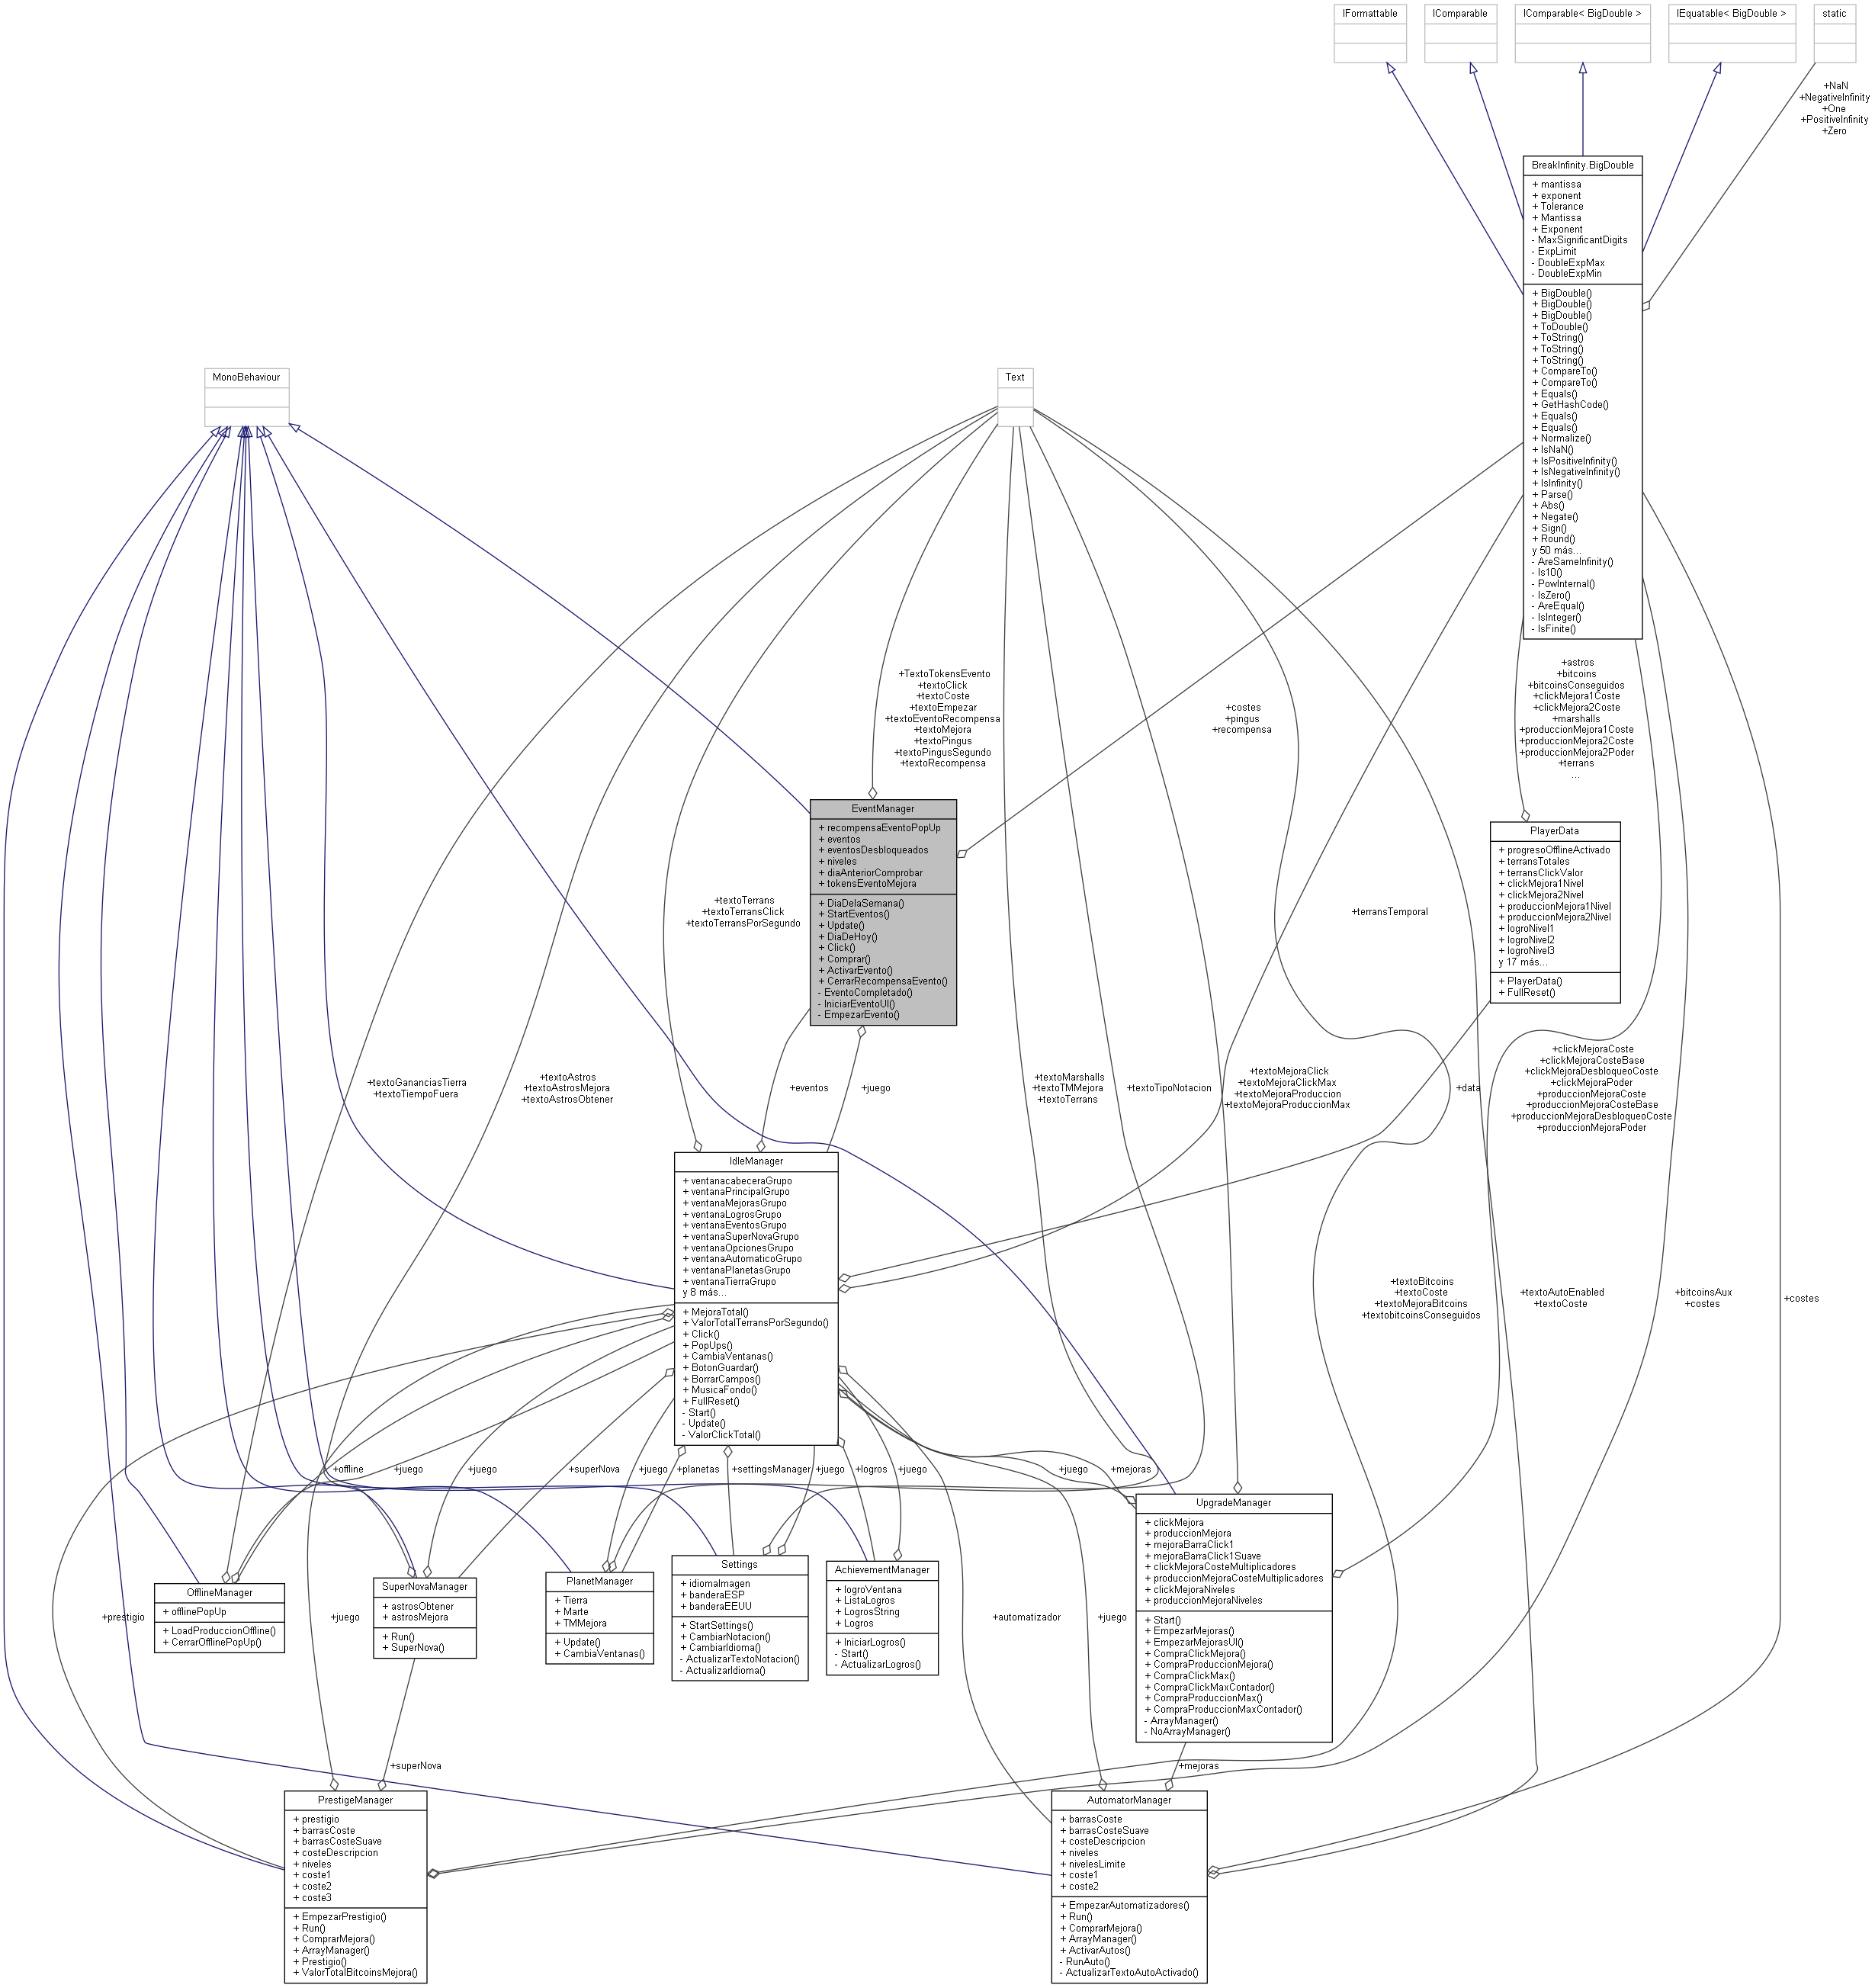 IFormattable
IComparable
IComparable< BigDouble >
IEquatable< BigDouble >
static
+NaN
+NegativeInfinity
+One
+PositiveInfinity
+Zero
BreakInfinity.BigDouble
+ mantissa
+ exponent
+ Tolerance
+ Mantissa
+ Exponent
- MaxSignificantDigits
- ExpLimit
- DoubleExpMax
- DoubleExpMin
+ BigDouble()
+ BigDouble()
+ BigDouble()
+ ToDouble()
+ ToString()
+ ToString()
+ ToString()
+ CompareTo()
+ CompareTo()
+ Equals()
+ GetHashCode()
+ Equals()
+ Equals()
+ Normalize()
+ IsNaN()
+ IsPositiveInfinity()
+ IsNegativeInfinity()
+ IsInfinity()
+ Parse()
+ Abs()
+ Negate()
+ Sign()
+ Round()
y 50 más...
- AreSameInfinity()
- Is10()
- PowInternal()
- IsZero()
- AreEqual()
- IsInteger()
- IsFinite()
MonoBehaviour
Text
+TextoTokensEvento
+textoClick
+textoCoste
+textoEmpezar
+textoEventoRecompensa
+textoMejora
+textoPingus
+textoPingusSegundo
+textoRecompensa
+costes
+pingus
+recompensa
+astros
+bitcoins
+bitcoinsConseguidos
+clickMejora1Coste
+clickMejora2Coste
+marshalls
+produccionMejora1Coste
+produccionMejora2Coste
+produccionMejora2Poder
+terrans
...
EventManager
+ recompensaEventoPopUp
+ eventos
+ eventosDesbloqueados
+ niveles
+ diaAnteriorComprobar
+ tokensEventoMejora
+ DiaDelaSemana()
+ StartEventos()
+ Update()
+ DiaDeHoy()
+ Click()
+ Comprar()
+ ActivarEvento()
+ CerrarRecompensaEvento()
- EventoCompletado()
- IniciarEventoUI()
- EmpezarEvento()
PlayerData
+ progresoOfflineActivado
+ terransTotales
+ terransClickValor
+ clickMejora1Nivel
+ clickMejora2Nivel
+ produccionMejora1Nivel
+ produccionMejora2Nivel
+ logroNivel1
+ logroNivel2
+ logroNivel3
y 17 más...
+ PlayerData()
+ FullReset()
+textoTerrans
+textoTerransClick
+textoTerransPorSegundo
+terransTemporal
+textoGananciasTierra
+textoTiempoFuera
+textoAstros
+textoAstrosMejora
+textoAstrosObtener
+eventos
+juego
+textoMarshalls
+textoTMMejora
+textoTerrans
+textoTipoNotacion
+textoMejoraClick
+textoMejoraClickMax
+textoMejoraProduccion
+textoMejoraProduccionMax
+data
+clickMejoraCoste
+clickMejoraCosteBase
+clickMejoraDesbloqueoCoste
+clickMejoraPoder
+produccionMejoraCoste
+produccionMejoraCosteBase
+produccionMejoraDesbloqueoCoste
+produccionMejoraPoder
IdleManager
+ ventanacabeceraGrupo
+ ventanaPrincipalGrupo
+ ventanaMejorasGrupo
+ ventanaLogrosGrupo
+ ventanaEventosGrupo
+ ventanaSuperNovaGrupo
+ ventanaOpcionesGrupo
+ ventanaAutomaticoGrupo
+ ventanaPlanetasGrupo
+ ventanaTierraGrupo
y 8 más...
+ MejoraTotal()
+ ValorTotalTerransPorSegundo()
+ Click()
+ PopUps()
+ CambiaVentanas()
+ BotonGuardar()
+ BorrarCampos()
+ MusicaFondo()
+ FullReset()
- Start()
- Update()
- ValorClickTotal()
+textoBitcoins
+textoCoste
+textoMejoraBitcoins
+textobitcoinsConseguidos
+textoAutoEnabled
+textoCoste
+bitcoinsAux
+costes
+costes
+offline
+juego
+juego
+superNova
+juego
+planetas
+settingsManager
+juego
+logros
+juego
+juego
+mejoras
OfflineManager
+ offlinePopUp
+ LoadProduccionOffline()
+ CerrarOfflinePopUp()
SuperNovaManager
+ astrosObtener
+ astrosMejora
+ Run()
+ SuperNova()
PlanetManager
+ Tierra
+ Marte
+ TMMejora
+ Update()
+ CambiaVentanas()
Settings
+ idiomaImagen
+ banderaESP
+ banderaEEUU
+ StartSettings()
+ CambiarNotacion()
+ CambiarIdioma()
- ActualizarTextoNotacion()
- ActualizarIdioma()
AchievementManager
+ logroVentana
+ ListaLogros
+ LogrosString
+ Logros
+ IniciarLogros()
- Start()
- ActualizarLogros()
UpgradeManager
+ clickMejora
+ produccionMejora
+ mejoraBarraClick1
+ mejoraBarraClick1Suave
+ clickMejoraCosteMultiplicadores
+ produccionMejoraCosteMultiplicadores
+ clickMejoraNiveles
+ produccionMejoraNiveles
+ Start()
+ EmpezarMejoras()
+ EmpezarMejorasUI()
+ CompraClickMejora()
+ CompraProduccionMejora()
+ CompraClickMax()
+ CompraClickMaxContador()
+ CompraProduccionMax()
+ CompraProduccionMaxContador()
- ArrayManager()
- NoArrayManager()
+prestigio
+juego
+automatizador
+juego
+superNova
+mejoras
PrestigeManager
+ prestigio
+ barrasCoste
+ barrasCosteSuave
+ costeDescripcion
+ niveles
+ coste1
+ coste2
+ coste3
+ EmpezarPrestigio()
+ Run()
+ ComprarMejora()
+ ArrayManager()
+ Prestigio()
+ ValorTotalBitcoinsMejora()
AutomatorManager
+ barrasCoste
+ barrasCosteSuave
+ costeDescripcion
+ niveles
+ nivelesLimite
+ coste1
+ coste2
+ EmpezarAutomatizadores()
+ Run()
+ ComprarMejora()
+ ArrayManager()
+ ActivarAutos()
- RunAuto()
- ActualizarTextoAutoActivado()